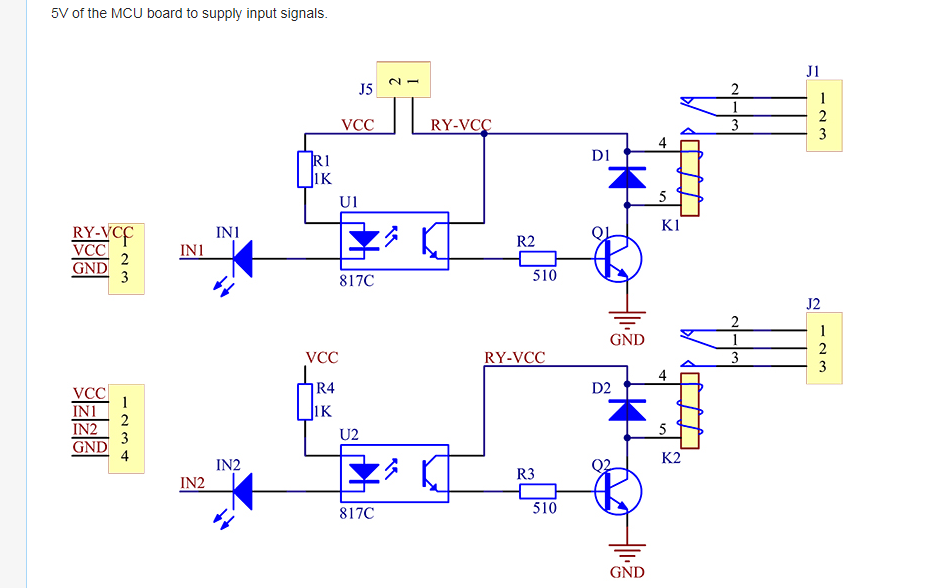 5V of the MCU board to supply input signals.
J1
J5 2 1
2 1
VCC RY-VCC 1 2
3 3
D1 4
R1
1K
U1 5
RY-VCC 1 IN1 Q1 K1
VCC 2 IN1 R2
GND 3
817C 510
J2
GND
2 1
VCC RY-VCC 1 2
3 3
R4 D2 4
VCC 1 1K
IN1 2
IN2 3 U2 5
GND 4
IN2 Q2 K2
IN2 R3
817C 510
GND